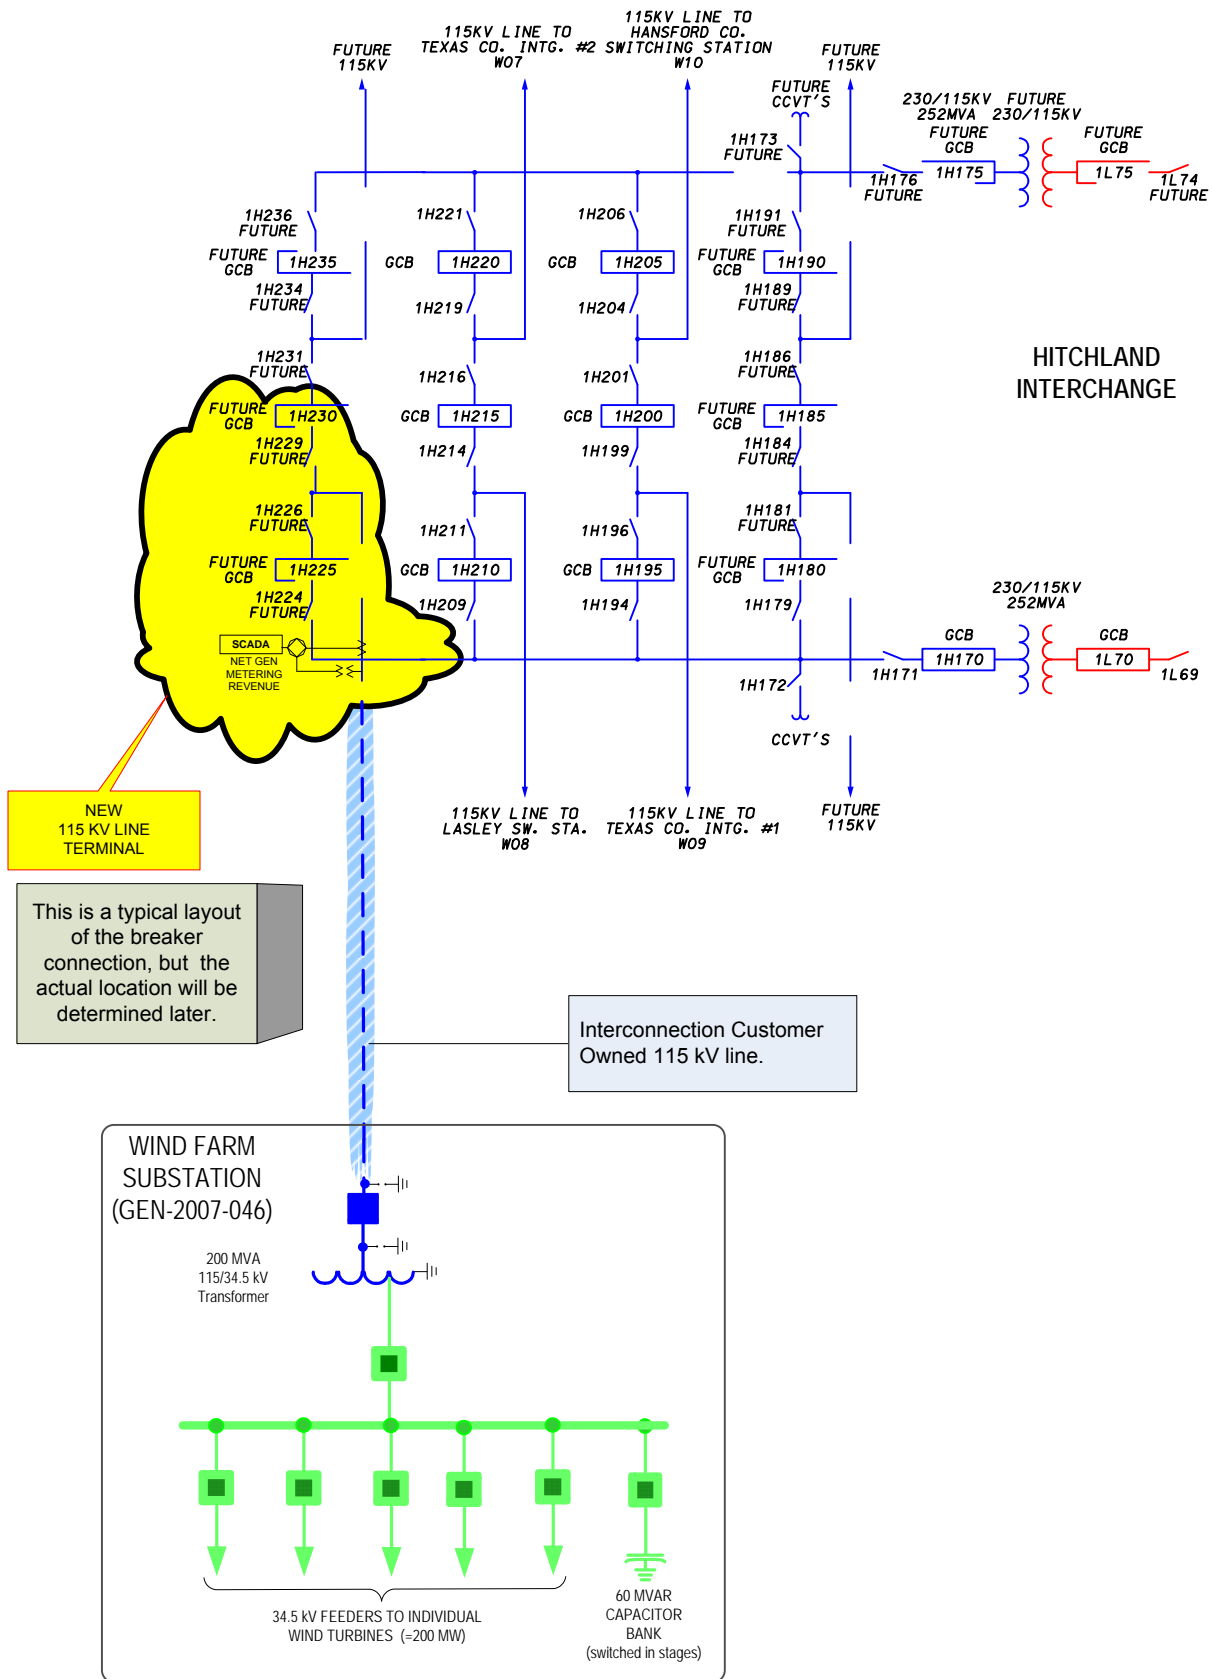 115KV LINE TO
HANSFORD CO.
SWITCHING STATION
W10
115KV LINE TO
TEXAS CO. INTG. #2
W07
FUTURE
115KV
FUTURE
115KV
FUTURE
CCVT'S
230/115KV
252MVA
FUTURE
230/115KV
FUTURE
GCB
FUTURE
GCB
1H173
FUTURE
1H176
FUTURE
1H175
1L75
1L74
FUTURE
1H236
FUTURE
1H221
1H206
1H191
FUTURE
FUTURE
GCB
1H235
GCB
1H220
GCB
1H205
FUTURE
GCB
1H190
1H234
FUTURE
1H219
1H204
1H189
FUTURE
HITCHLAND
INTERCHANGE
1H231
FUTURE
1H216
1H201
1H186
FUTURE
FUTURE
GCB
1H230
GCB
1H215
GCB
1H200
FUTURE
GCB
1H185
1H229
FUTURE
1H214
1H199
1H184
FUTURE
1H226
FUTURE
1H211
1H196
1H181
FUTURE
FUTURE
GCB
1H225
GCB
1H210
GCB
1H195
FUTURE
GCB
1H180
1H224
FUTURE
1H209
1H194
1H179
230/115KV
252MVA
SCADA
NET GEN
METERING
REVENUE
GCB
GCB
1H172
1H171
1H170
1L70
1L69
CCVT'S
NEW
115 KV LINE
TERMINAL
115KV LINE TO
LASLEY SW. STA.
W08
115KV LINE TO
TEXAS CO. INTG. #1
W09
FUTURE
115KV
This is a typical layout
of the breaker
connection, but the
actual location will be
determined later.
Interconnection Customer
Owned 115 kV line.
WIND FARM
SUBSTATION
(GEN-2007-046)
200 MVA
115/34.5 kV
Transformer
34.5 kV FEEDERS TO INDIVIDUAL
WIND TURBINES (=200 MW)
60 MVAR
CAPACITOR
BANK
(switched in stages)